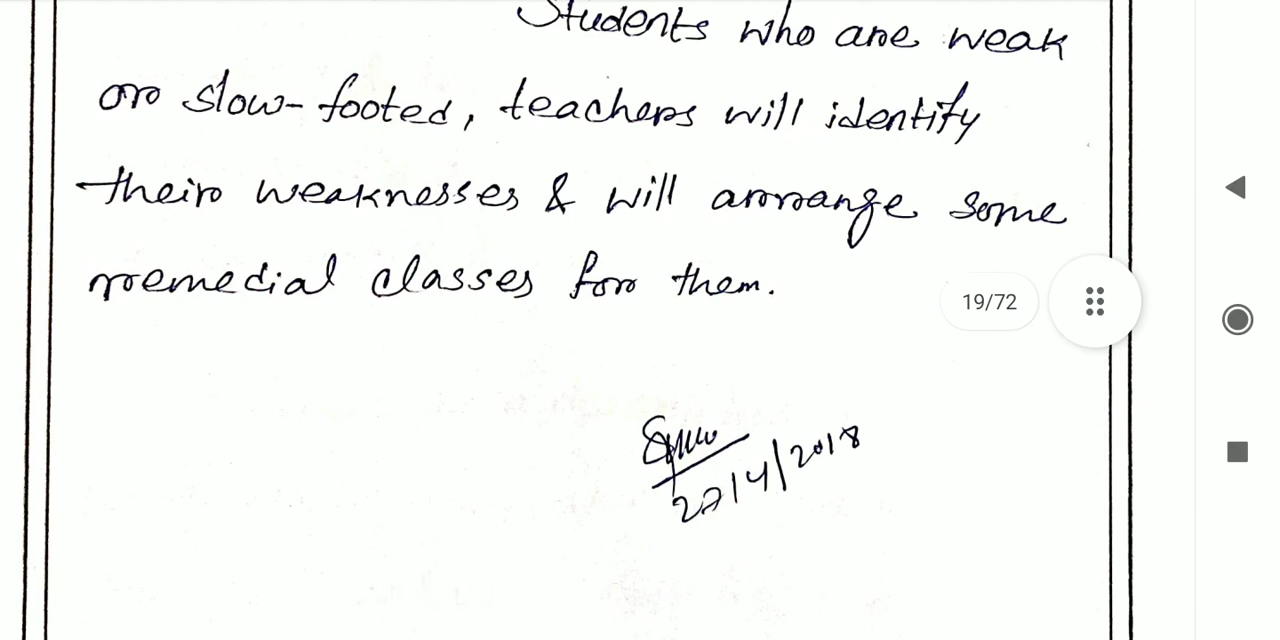 Students who are weak
or slow-footed, teachers will identify
their weaknesses & will arrange some
remedial classes for them.
19/72
22/4/2018